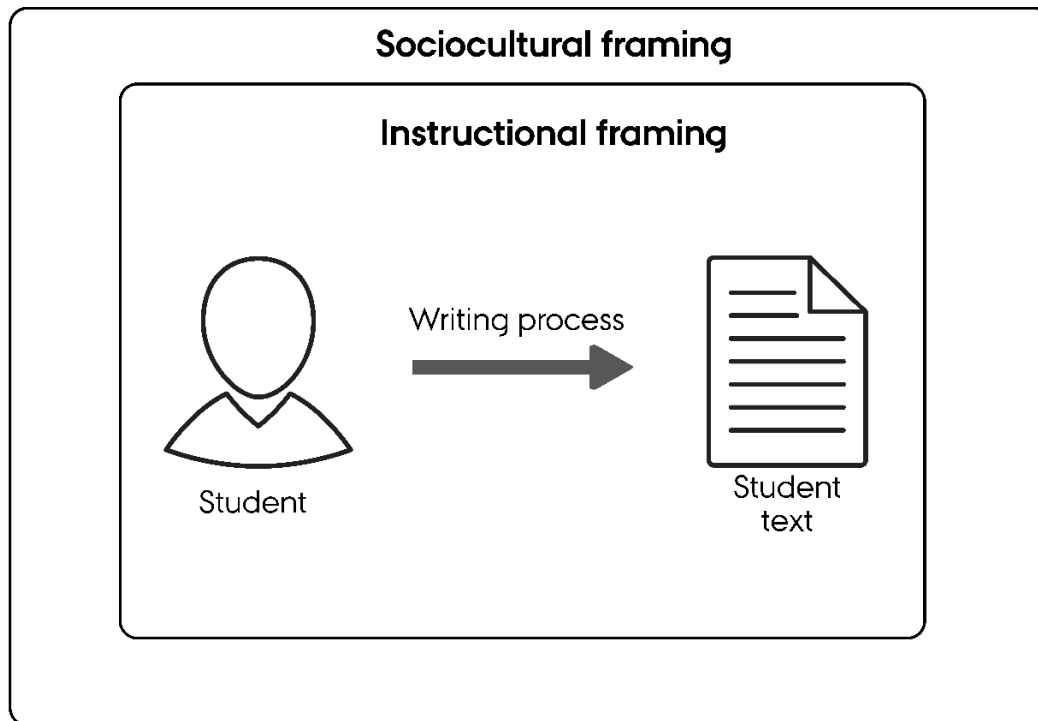 Sociocultural framing
Instructional framing
Writing process
Student
Student
text